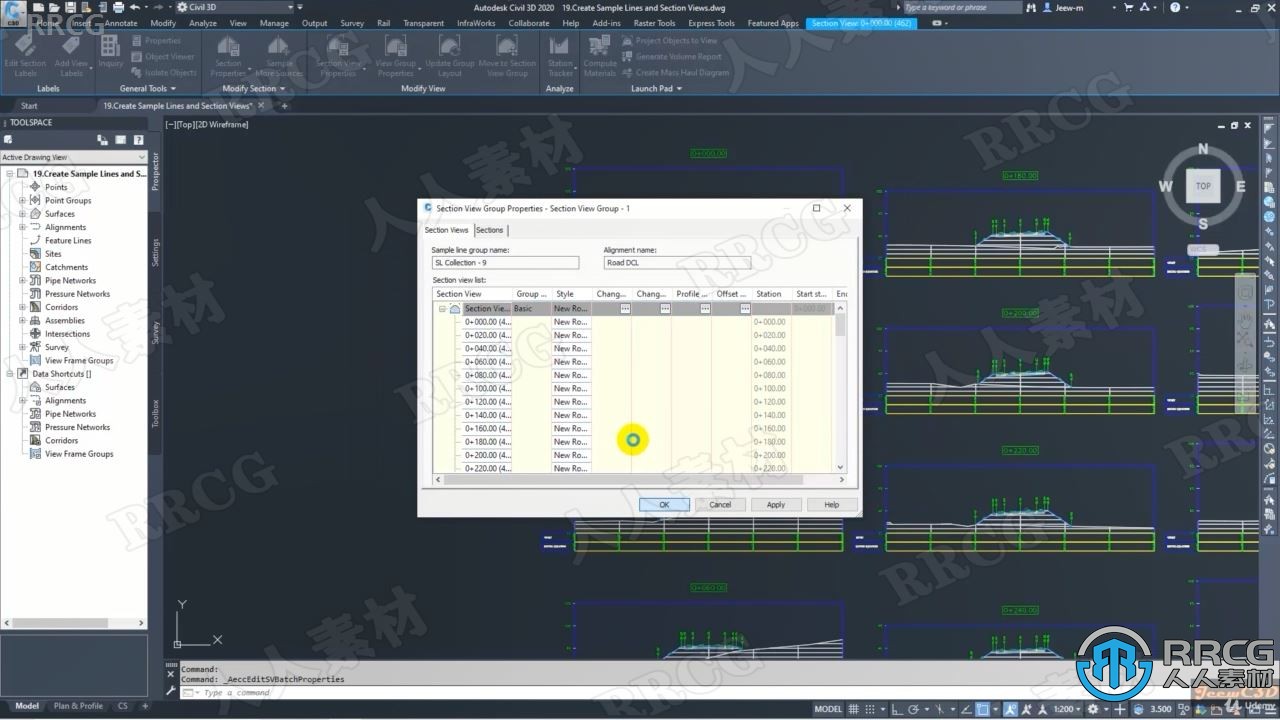 Civil 3D
Autodesk Civil 3D 2020
19.Create Sample Lines and Section Views.dwg
Type a keyword or phrase
Jeew-m
Home
Insert
Annotate
Modify
Analyze
View
Manage
Output
Survey
Rail
Transparent
InfraWorks
Collaborate
Help
Add-ins
Raster Tools
Express Tools
Featured Apps
Section View: 0+000.00 (462)
Edit Section Labels
Add View Labels
Inquiry
Properties
Object Viewer
Isolate Objects
Section Properties
Sample More Sources
Section View Properties
View Group Properties
Update Group Layout
Move to Section View Group
Station Tracker
Compute Materials
Project Objects to View
Generate Volume Report
Create Mass Haul Diagram
Labels
General Tools
Modify Section
Modify View
Analyze
Launch Pad
Start
19.Create Sample Lines and Section Views*
TOOLSPACE
[−][Top][2D Wireframe]
Active Drawing View
19.Create Sample Lines and S...
Points
Point Groups
Surfaces
Alignments
Feature Lines
Sites
Catchments
Pipe Networks
Pressure Networks
Corridors
Assemblies
Intersections
Survey
View Frame Groups
Data Shortcuts []
Surfaces
Alignments
Pipe Networks
Pressure Networks
Corridors
View Frame Groups
Prospector
Settings
Survey
Toolbox
Section View Group Properties - Section View Group - 1
Section Views
Sections
Sample line group name:
Alignment name:
SL Collection - 9
Road DCL
Section view list:
Section View
Group ...
Style
Chang...
Chang...
Profile ...
Offset ...
Station
Start st...
Enc
Section Vie...
Basic
New Ro...
0+000.00
0+000.00 (4...
New Ro...
0+000.00
0+020.00 (4...
New Ro...
0+020.00
0+040.00 (4...
New Ro...
0+040.00
0+060.00 (4...
New Ro...
0+060.00
0+080.00 (4...
New Ro...
0+080.00
0+100.00 (4...
New Ro...
0+100.00
0+120.00 (4...
New Ro...
0+120.00
0+140.00 (4...
New Ro...
0+140.00
0+160.00 (4...
New Ro...
0+160.00
0+180.00 (4...
New Ro...
0+180.00
0+200.00 (4...
New Ro...
0+200.00
0+220.00 (4...
New Ro...
0+220.00
OK
Cancel
Apply
Help
0+000.00
0+180.00
0+200.00
0+220.00
0+060.00
0+240.00
N
W
TOP
E
S
WCS
Y
X
Command:
Command: _AeccEditSVBatchProperties
Type a command
Model
Plan & Profile
CS
MODEL
1:200
3.500
RRCG
人人素材
JeewC3D
Udemy